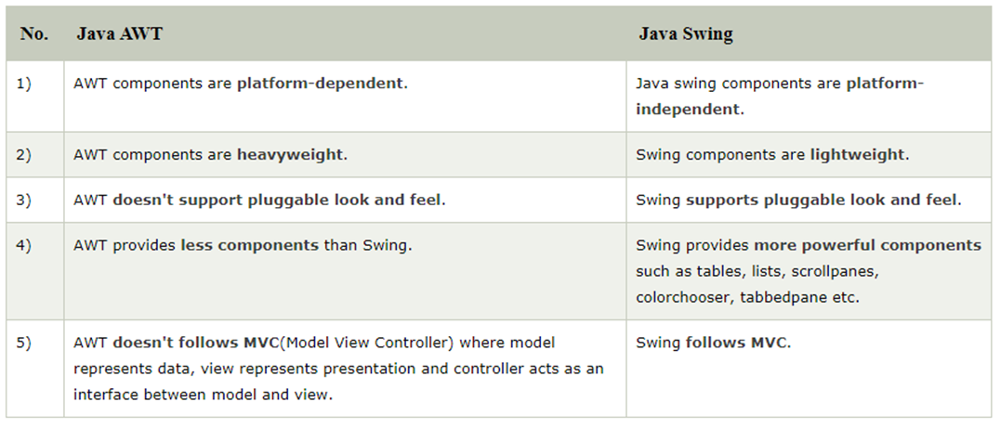 No. Java AWT Java Swing
1) AWT components are platform-dependent. Java swing components are platform-
independent.
2) AWT components are heavyweight. Swing components are lightweight.
3) AWT doesn't support pluggable look and feel. Swing supports pluggable look and feel.
4) AWT provides less components than Swing. Swing provides more powerful components
such as tables, lists, scrollpanes,
colorchooser, tabbedpane etc.
5) AWT doesn't follows MVC(Model View Controller) where model Swing follows MVC.
represents data, view represents presentation and controller acts as an
interface between model and view.